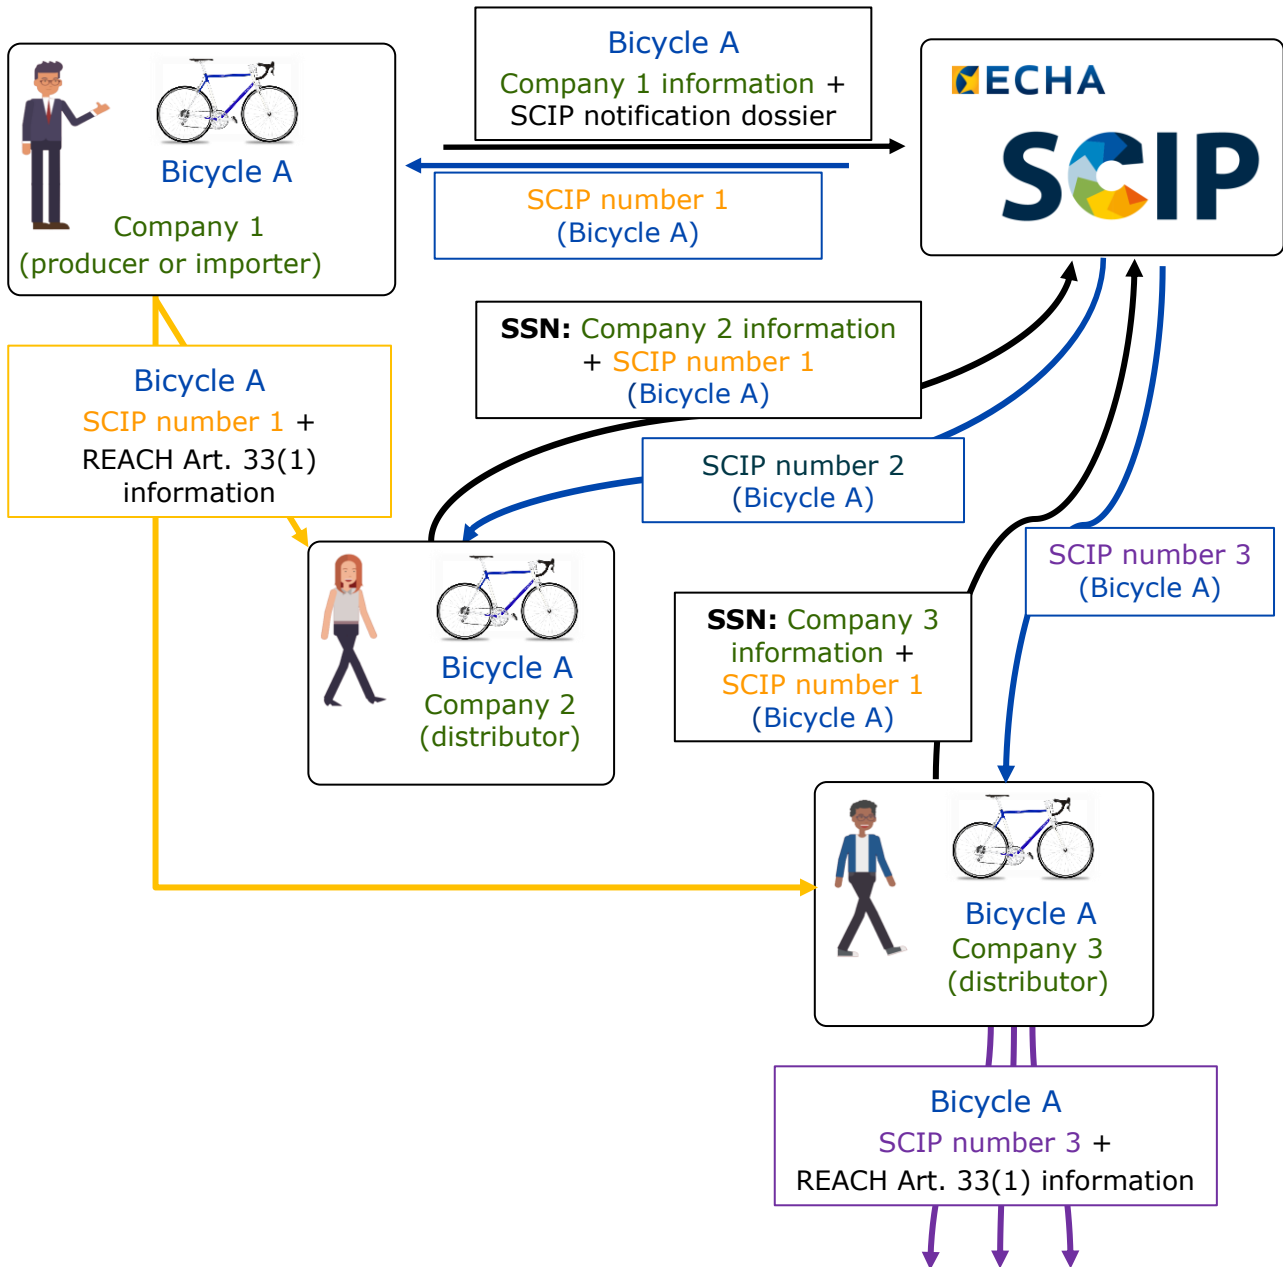 Bicycle A
Company 1 information +
SCIP notification dossier
ECHA
SCIP
Bicycle A
Company 1
(producer or importer)
SCIP number 1
(Bicycle A)
SSN: Company 2 information
+ SCIP number 1
(Bicycle A)
Bicycle A
SCIP number 1 +
REACH Art. 33(1)
information
SCIP number 2
(Bicycle A)
SCIP number 3
(Bicycle A)
Bicycle A
Company 2
(distributor)
SSN: Company 3
information +
SCIP number 1
(Bicycle A)
Bicycle A
Company 3
(distributor)
Bicycle A
SCIP number 3 +
REACH Art. 33(1) information